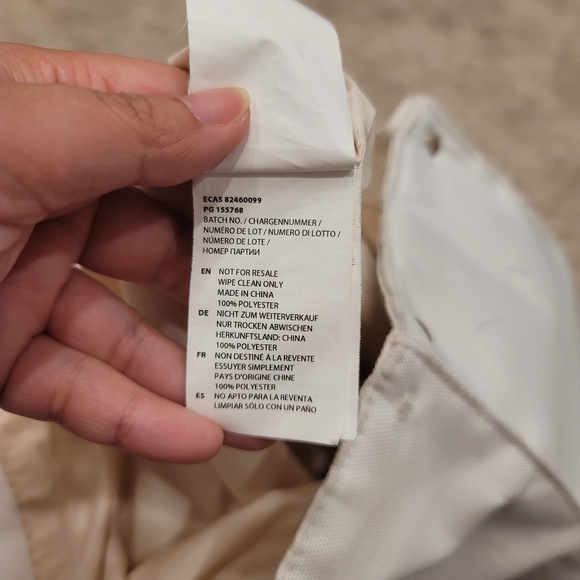 ECAS 82460099
PG 155768
BATCH NO. / CHARGENNUMMER /
NUMÉRO DE LOT / NUMERO DI LOTTO /
NÚMERO DE LOTE /
НОМЕР ПАРТИИ
EN NOT FOR RESALE
WIPE CLEAN ONLY
MADE IN CHINA
100% POLYESTER
DE NICHT ZUM WEITERVERKAUF
NUR TROCKEN ABWISCHEN
HERKUNFTSLAND: CHINA
100% POLYESTER
FR NON DESTINÉ À LA REVENTE
ESSUYER SIMPLEMENT
PAYS D'ORIGINE CHINE
100% POLYESTER
ES NO APTO PARA LA REVENTA
LIMPIAR SÓLO CON UN PAÑO